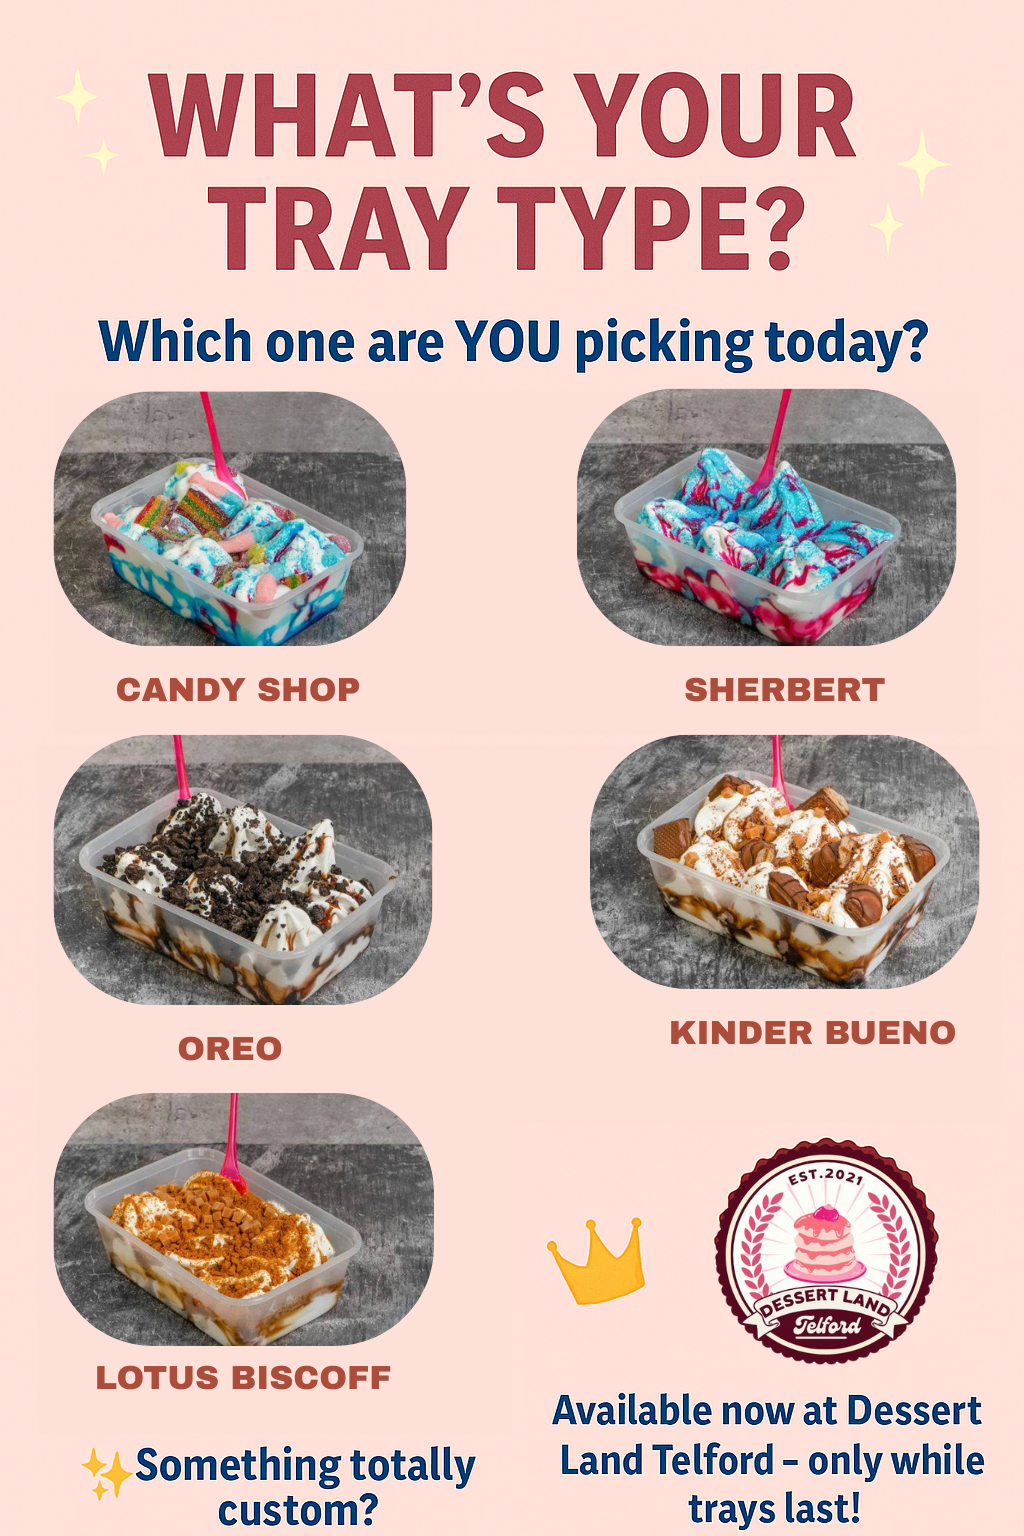 WHAT'S YOUR
TRAY TYPE?
Which one are YOU picking today?
CANDY SHOP
SHERBERT
OREO
KINDER BUENO
LOTUS BISCOFF
EST.2021
DESSERT LAND
Telford
✨Something totally
custom?
Available now at Dessert
Land Telford – only while
trays last!